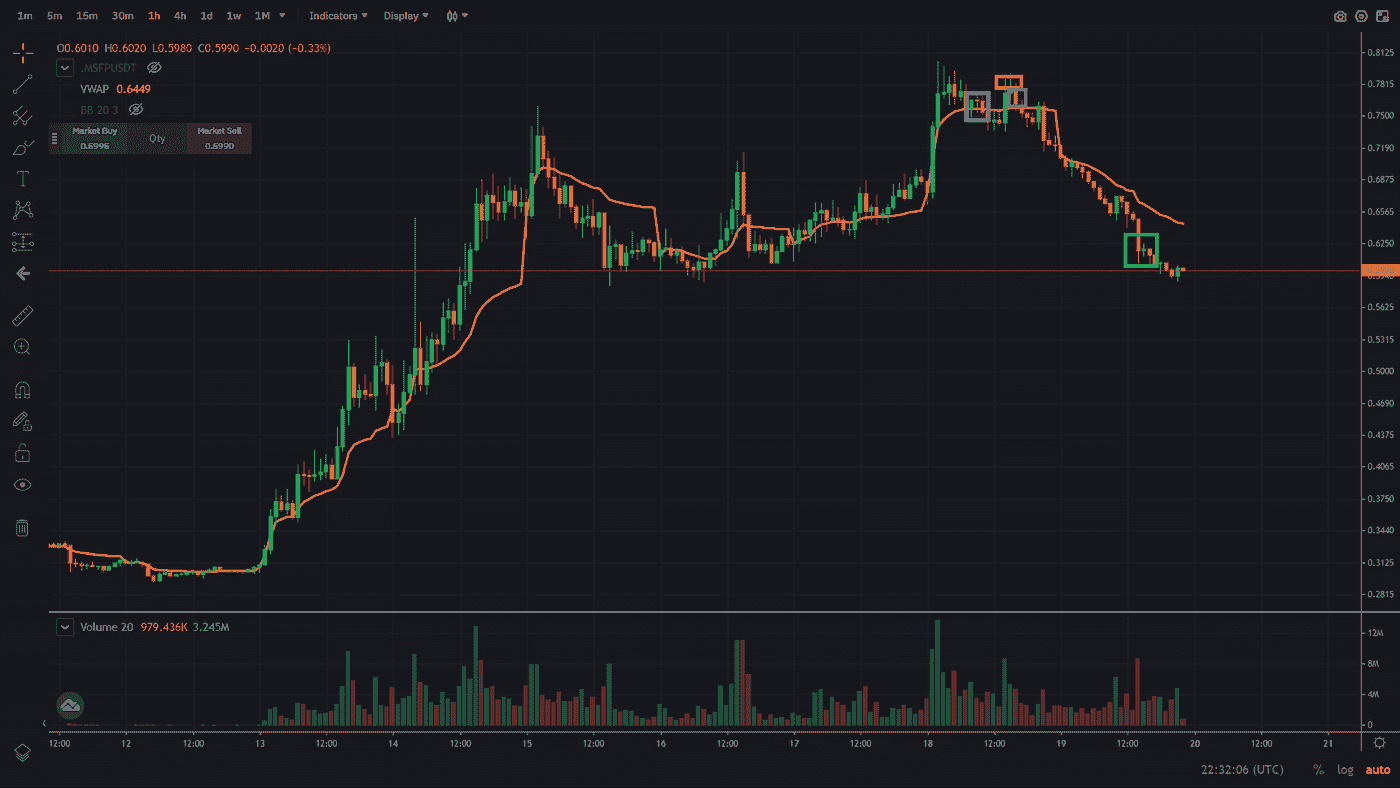 1m 5m 15m 30m 1h 4h 1d 1w 1M Indicators Display
O0.6010 H0.6020 L0.5980 C0.5990 -0.0020 (-0.33%)
.MSFPUSDT
VWAP 0.6449
BB 20 3
Market Buy Qty Market Sell
0.5995 0.5990
0.8125
0.7815
0.7500
0.7190
0.6875
0.6565
0.6250
0.5625
0.5315
0.5000
0.4690
0.4375
0.4065
0.3750
0.3440
0.3125
0.2815
Volume 20 979.436K 3.245M
12M
8M
4M
0
12:00 12 12:00 13 12:00 14 12:00 15 12:00 16 12:00 17 12:00 18 12:00 19 12:00 20 12:00 21
22:32:06 (UTC) % log auto